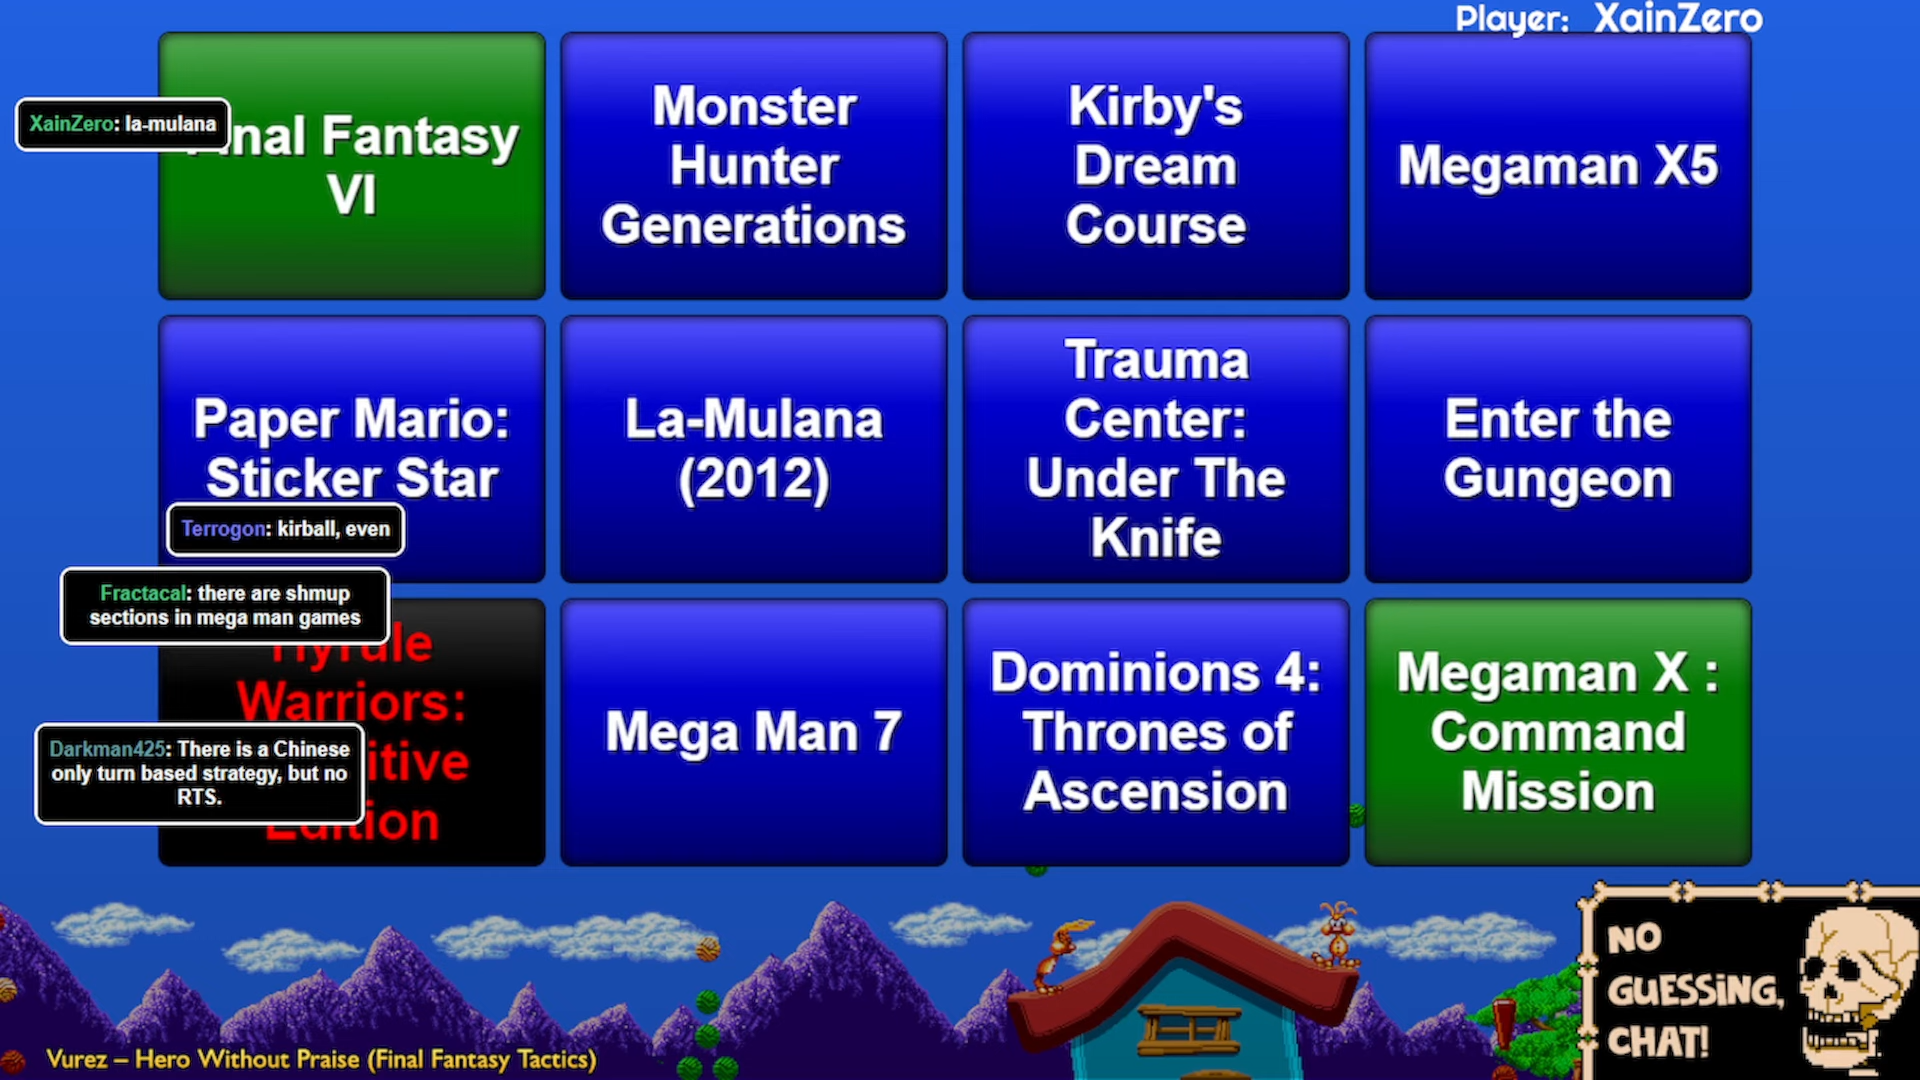 Player: XainZero
XainZero: la-mulana
nal Fantasy
VI
Monster
Hunter
Generations
Kirby's
Dream
Course
Megaman X5
Paper Mario:
Sticker Star
La-Mulana
(2012)
Trauma
Center:
Under The
Knife
Enter the
Gungeon
Terrogon: kirball, even
Fractacal: there are shmup
sections in mega man games
Hyrule
Warriors:
itive
Edition
Darkman425: There is a Chinese
only turn based strategy, but no
RTS.
Mega Man 7
Dominions 4:
Thrones of
Ascension
Megaman X :
Command
Mission
NO
GUESSING,
CHAT!
Vurez – Hero Without Praise (Final Fantasy Tactics)